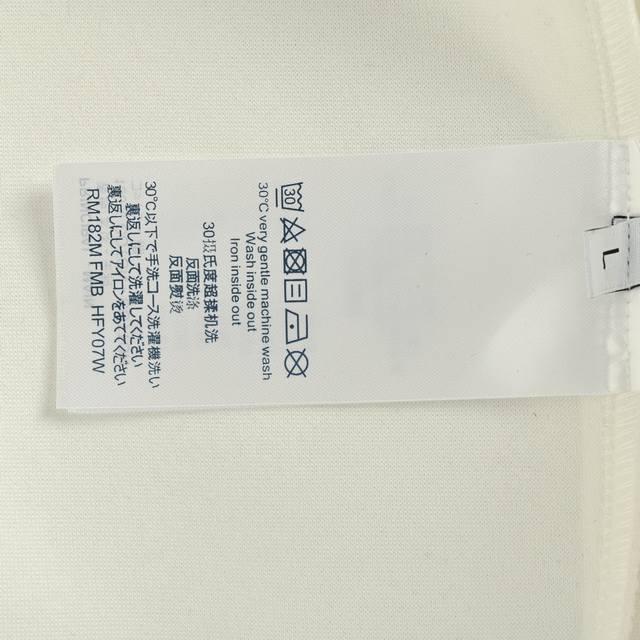 30
30°C very gentle machine wash
Wash inside out
Iron inside out
30摄氏度超揉机洗
反面洗涤
反面熨烫
30℃以下で手洗コース洗濯機洗い
裏返しにして洗濯してください
裏返しにしてアイロンをあててください
RM182M FMB HFY07W
L